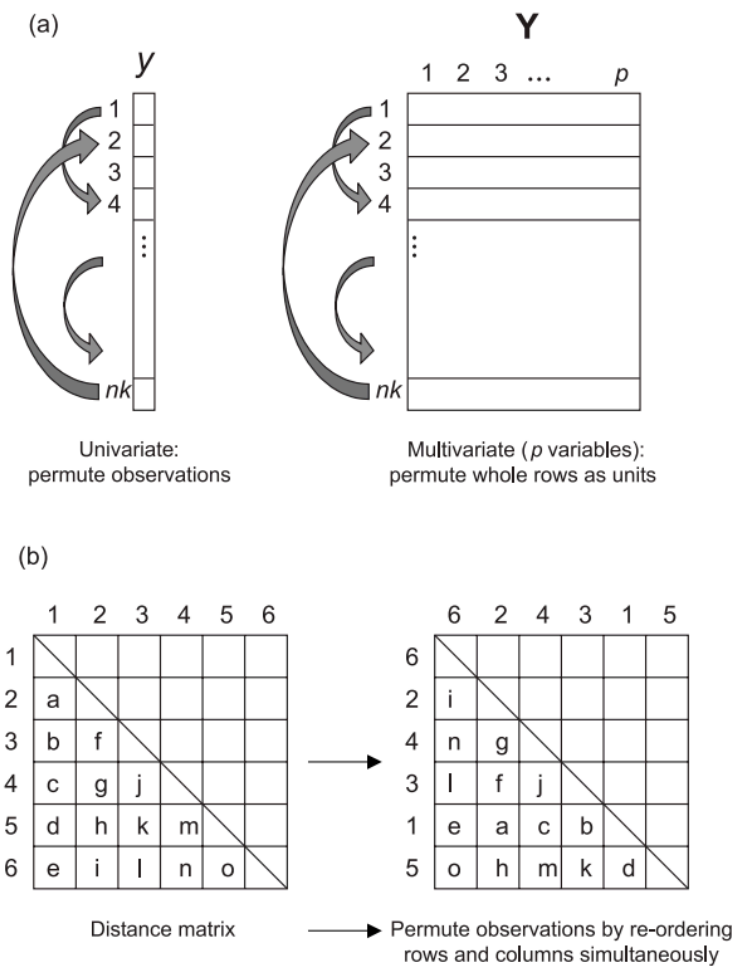 (a)
y
1
2
3
4
⋮
nk
Univariate:
permute observations
Y
1 2 3 ... p
1
2
3
4
⋮
nk
Multivariate (p variables):
permute whole rows as units
(b)
1 2 3 4 5 6
1
2 a
3 b f
4 c g j
5 d h k m
6 e i l n o
Distance matrix
6 2 4 3 1 5
6
2 i
4 n g
3 l f j
1 e a c b
5 o h m k d
Permute observations by re-ordering
rows and columns simultaneously